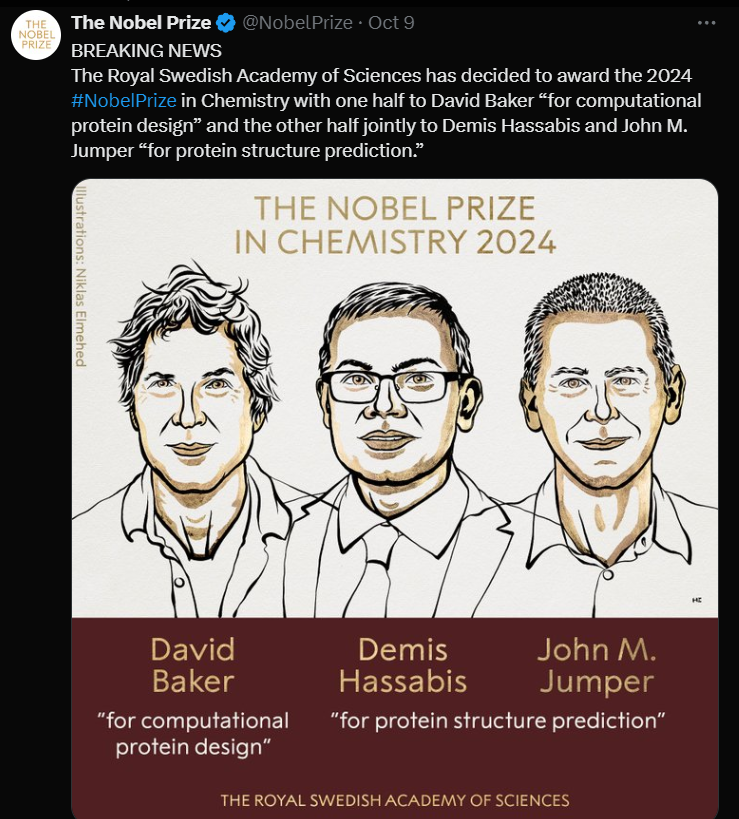 THE
NOBEL
PRIZE
The Nobel Prize @NobelPrize · Oct 9
BREAKING NEWS
The Royal Swedish Academy of Sciences has decided to award the 2024
#NobelPrize in Chemistry with one half to David Baker “for computational
protein design” and the other half jointly to Demis Hassabis and John M.
Jumper “for protein structure prediction.”
Illustrations: Niklas Elmehed
THE NOBEL PRIZE
IN CHEMISTRY 2024
David
Baker
"for computational
protein design"
Demis
Hassabis
John M.
Jumper
"for protein structure prediction"
THE ROYAL SWEDISH ACADEMY OF SCIENCES